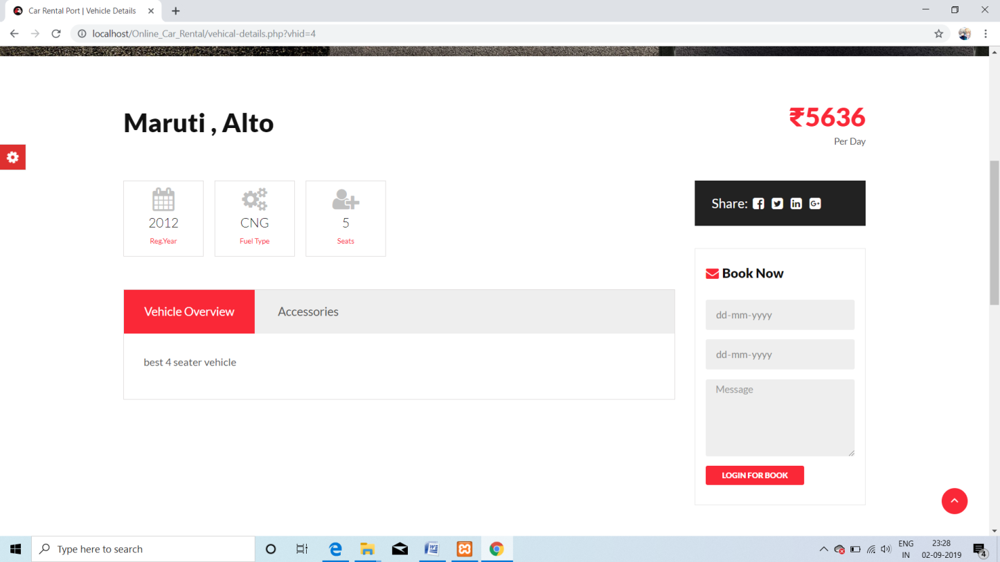 Car Rental Port | Vehicle Details
localhost/Online_Car_Rental/vehical-details.php?vhid=4
Maruti , Alto
₹5636
Per Day
2012
Reg.Year
CNG
Fuel Type
5
Seats
Share:
Vehicle Overview
Accessories
best 4 seater vehicle
Book Now
dd-mm-yyyy
dd-mm-yyyy
Message
LOGIN FOR BOOK
Type here to search
ENG
IN
23:28
02-09-2019
4